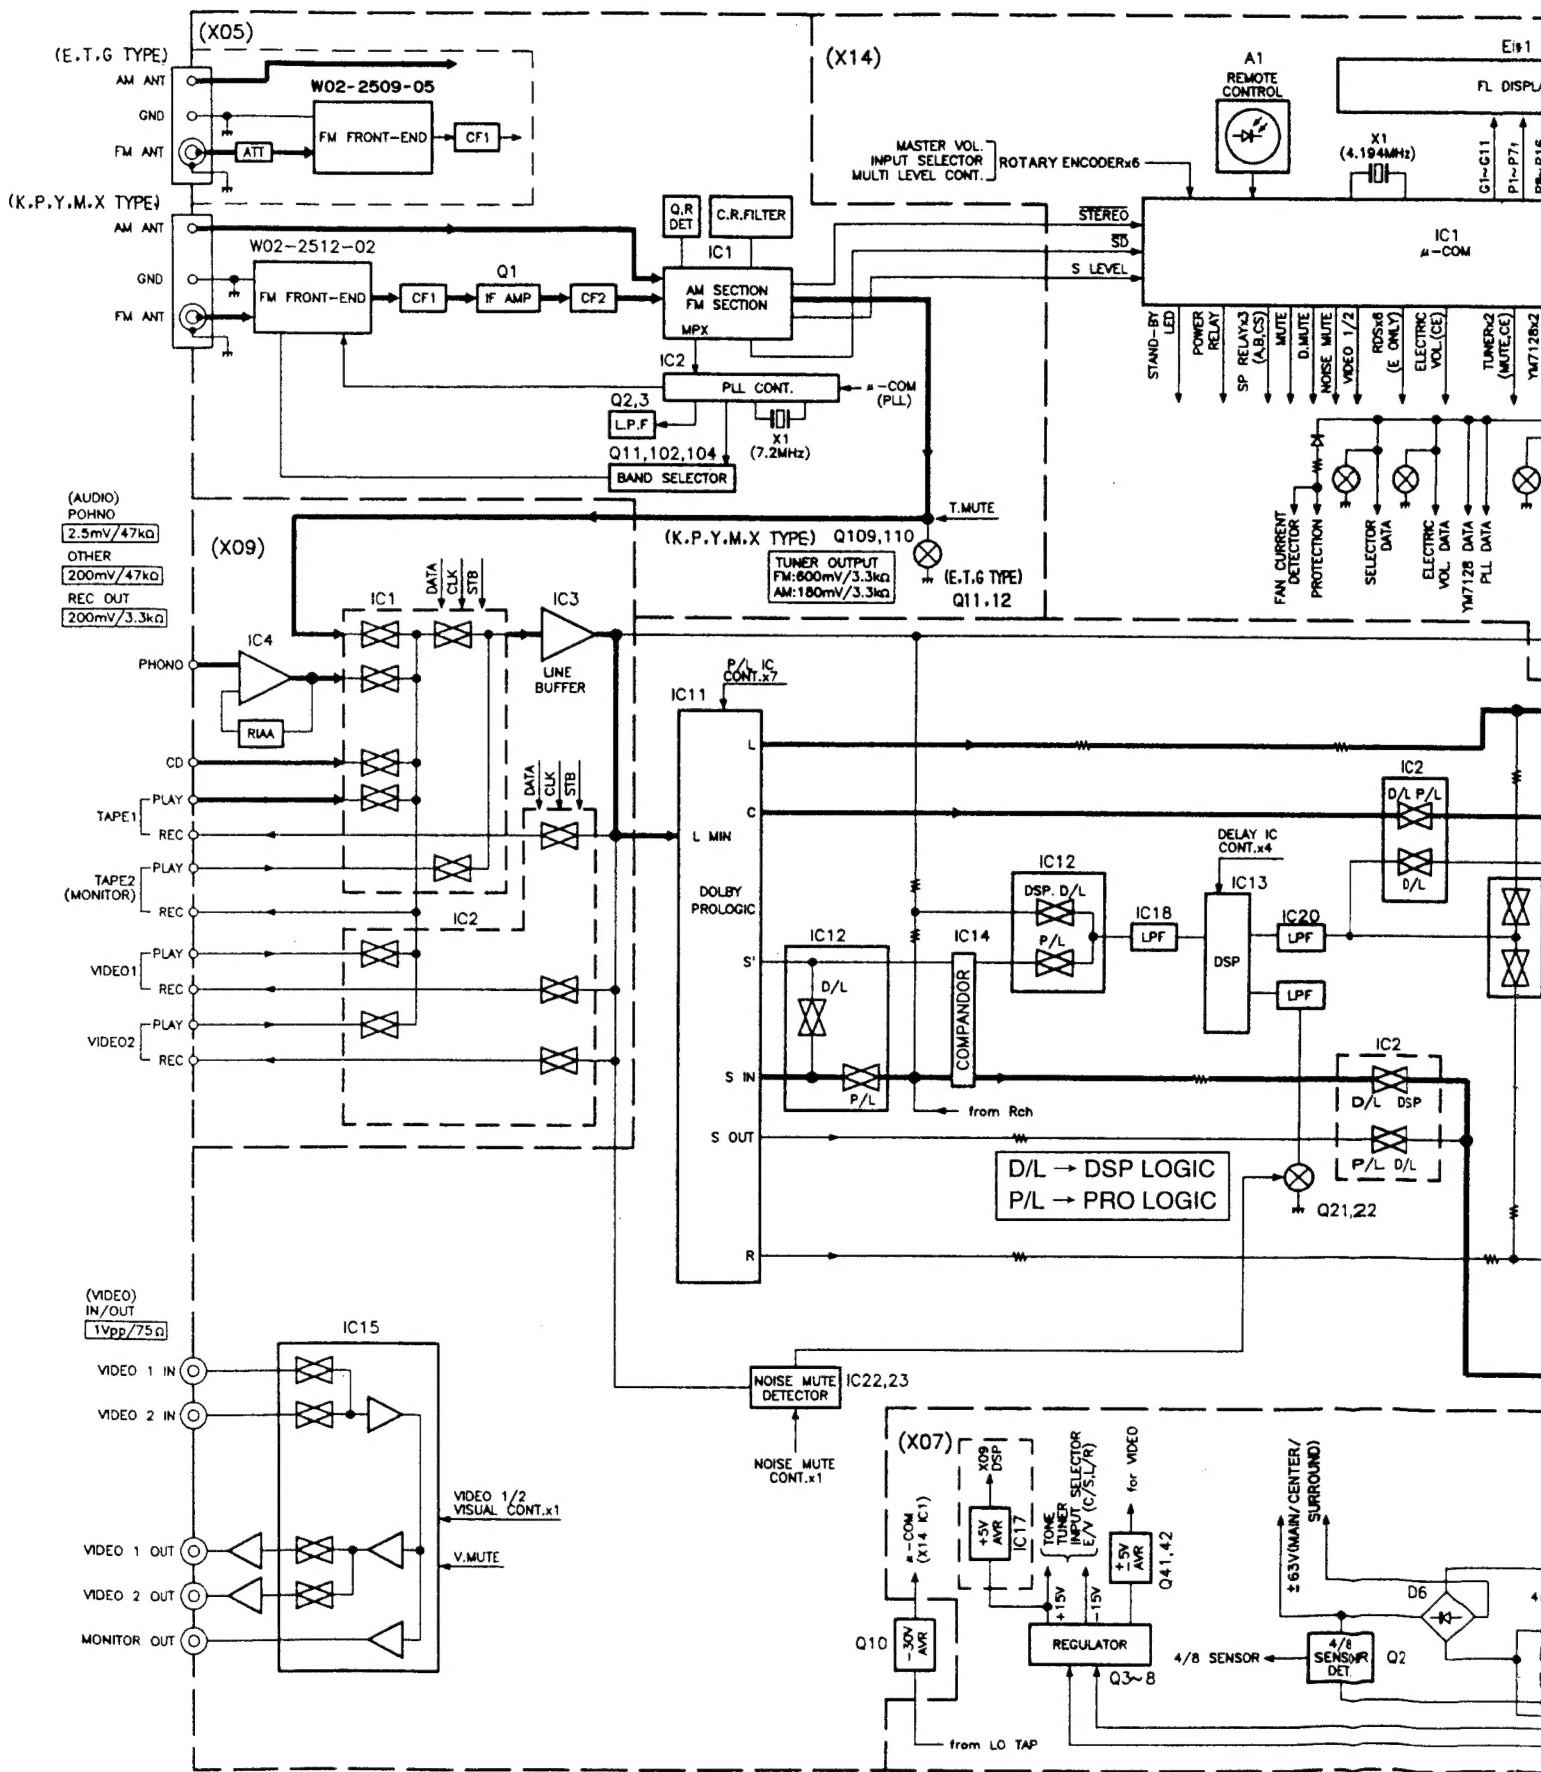 (X05)
(E.T.G TYPE)
AM ANT
W02-2509-05
GND
FM FRONT-END
CF1
FM ANT
ATT
(K.P.Y.M.X TYPE)
AM ANT
W02-2512-02
GND
FM FRONT-END
CF1
Q1
IF AMP
CF2
FM ANT
Q.R
DET
C.R.FILTER
IC1
AM SECTION
FM SECTION
MPX
IC2
PLL CONT.
μ-COM
(PLL)
Q2,3
L.P.F
X1
(7.2MHz)
Q11,102,104
BAND SELECTOR
(X14)
A1
REMOTE
CONTROL
MASTER VOL.
INPUT SELECTOR
MULTI LEVEL CONT.
ROTARY ENCODERx6
X1
(4.194MHz)
FL DISPLA
G1~G11
P1~P7
STEREO
SD
S LEVEL
IC1
μ-COM
STAND-BY
LED
POWER
RELAY
SP RELAYx3
(A,B,CS)
MUTE
D.MUTE
NOISE MUTE
VIDEO 1/2
RDSx6
(E ONLY)
ELECTRIC
VOL.(CE)
TUNERx2
(MUTE,CE)
YM7128x2
FAN CURRENT
DETECTOR
PROTECTION
SELECTOR
DATA
ELECTRIC
VOL. DATA
YM7128 DATA
PLL DATA
T.MUTE
(K.P.Y.M.X TYPE)
Q109,110
TUNER OUTPUT
FM:600mV/3.3kΩ
AM:180mV/3.3kΩ
(E.T.G TYPE)
Q11,12
(AUDIO)
POHNO
2.5mV/47kΩ
OTHER
200mV/47kΩ
REC OUT
200mV/3.3kΩ
(X09)
IC1
DATA
CLK
STB
IC3
LINE
BUFFER
PHONO
IC4
RIAA
CD
TAPE1
PLAY
REC
TAPE2
(MONITOR)
PLAY
REC
VIDEO1
PLAY
REC
VIDEO2
PLAY
REC
DATA
CLK
STB
IC2
P/L IC
CONT.x7
IC11
L
C
L MIN
DOLBY
PROLOGIC
S'
S IN
S OUT
R
IC12
D/L
P/L
IC14
COMPANDOR
IC12
DSP. D/L
P/L
IC18
LPF
DELAY IC
CONT.x4
IC13
DSP
IC20
LPF
LPF
IC2
D/L P/L
D/L
IC2
D/L DSP
P/L D/L
from Rch
D/L → DSP LOGIC
P/L → PRO LOGIC
Q21,22
(VIDEO)
IN/OUT
1Vpp/75Ω
IC15
VIDEO 1 IN
VIDEO 2 IN
VIDEO 1 OUT
VIDEO 2 OUT
MONITOR OUT
VIDEO 1/2
VISUAL CONT.x1
V.MUTE
NOISE MUTE
DETECTOR
IC22,23
NOISE MUTE
CONT.x1
(X07)
μ-COM
(X14 IC1)
X09
DSP
+5V
AVR
IC17
TONE
TUNER
INPUT SELECTOR
E/V (C/S,L/R)
for VIDEO
±5V
AVR
Q41,42
+15V
-15V
Q10
-30V
AVR
REGULATOR
Q3~8
from LO TAP
±63V(MAIN/CENTER/
SURROUND)
D6
4/8 SENSOR
4/8
SENSOR
DET.
Q2